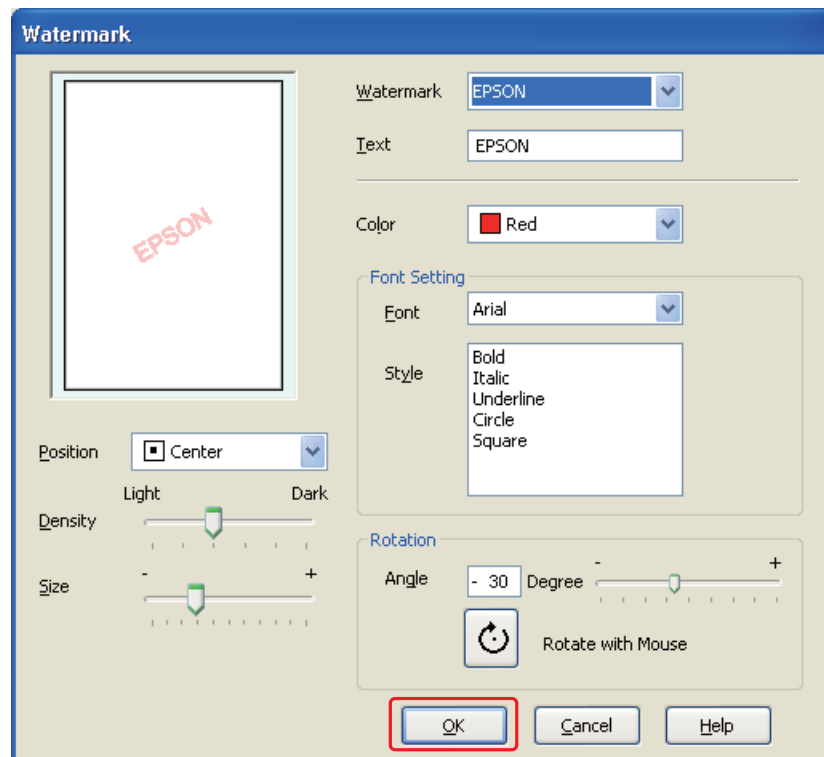 Watermark
EPSON
Watermark EPSON
Text EPSON
Color Red
Font Setting
Font Arial
Style
Bold
Italic
Underline
Circle
Square
Position Center
Light Dark
Density
Size - +
Rotation
Angle - 30 Degree - +
Rotate with Mouse
OK Cancel Help